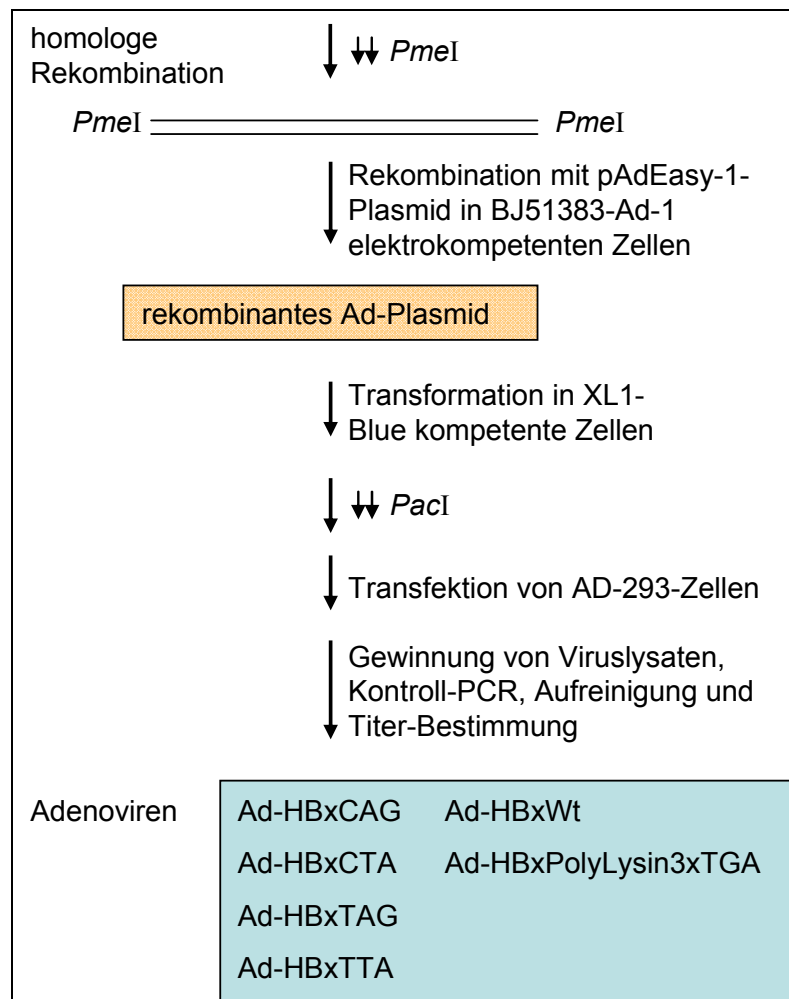 homologe
Rekombination
PmeI
PmeI PmeI
Rekombination mit pAdEasy-1-
Plasmid in BJ51383-Ad-1
elektrokompetenten Zellen
rekombinantes Ad-Plasmid
Transformation in XL1-
Blue kompetente Zellen
PacI
Transfektion von AD-293-Zellen
Gewinnung von Viruslysaten,
Kontroll-PCR, Aufreinigung und
Titer-Bestimmung
Adenoviren
Ad-HBxCAG Ad-HBxWt
Ad-HBxCTA Ad-HBxPolyLysin3xTGA
Ad-HBxTAG
Ad-HBxTTA